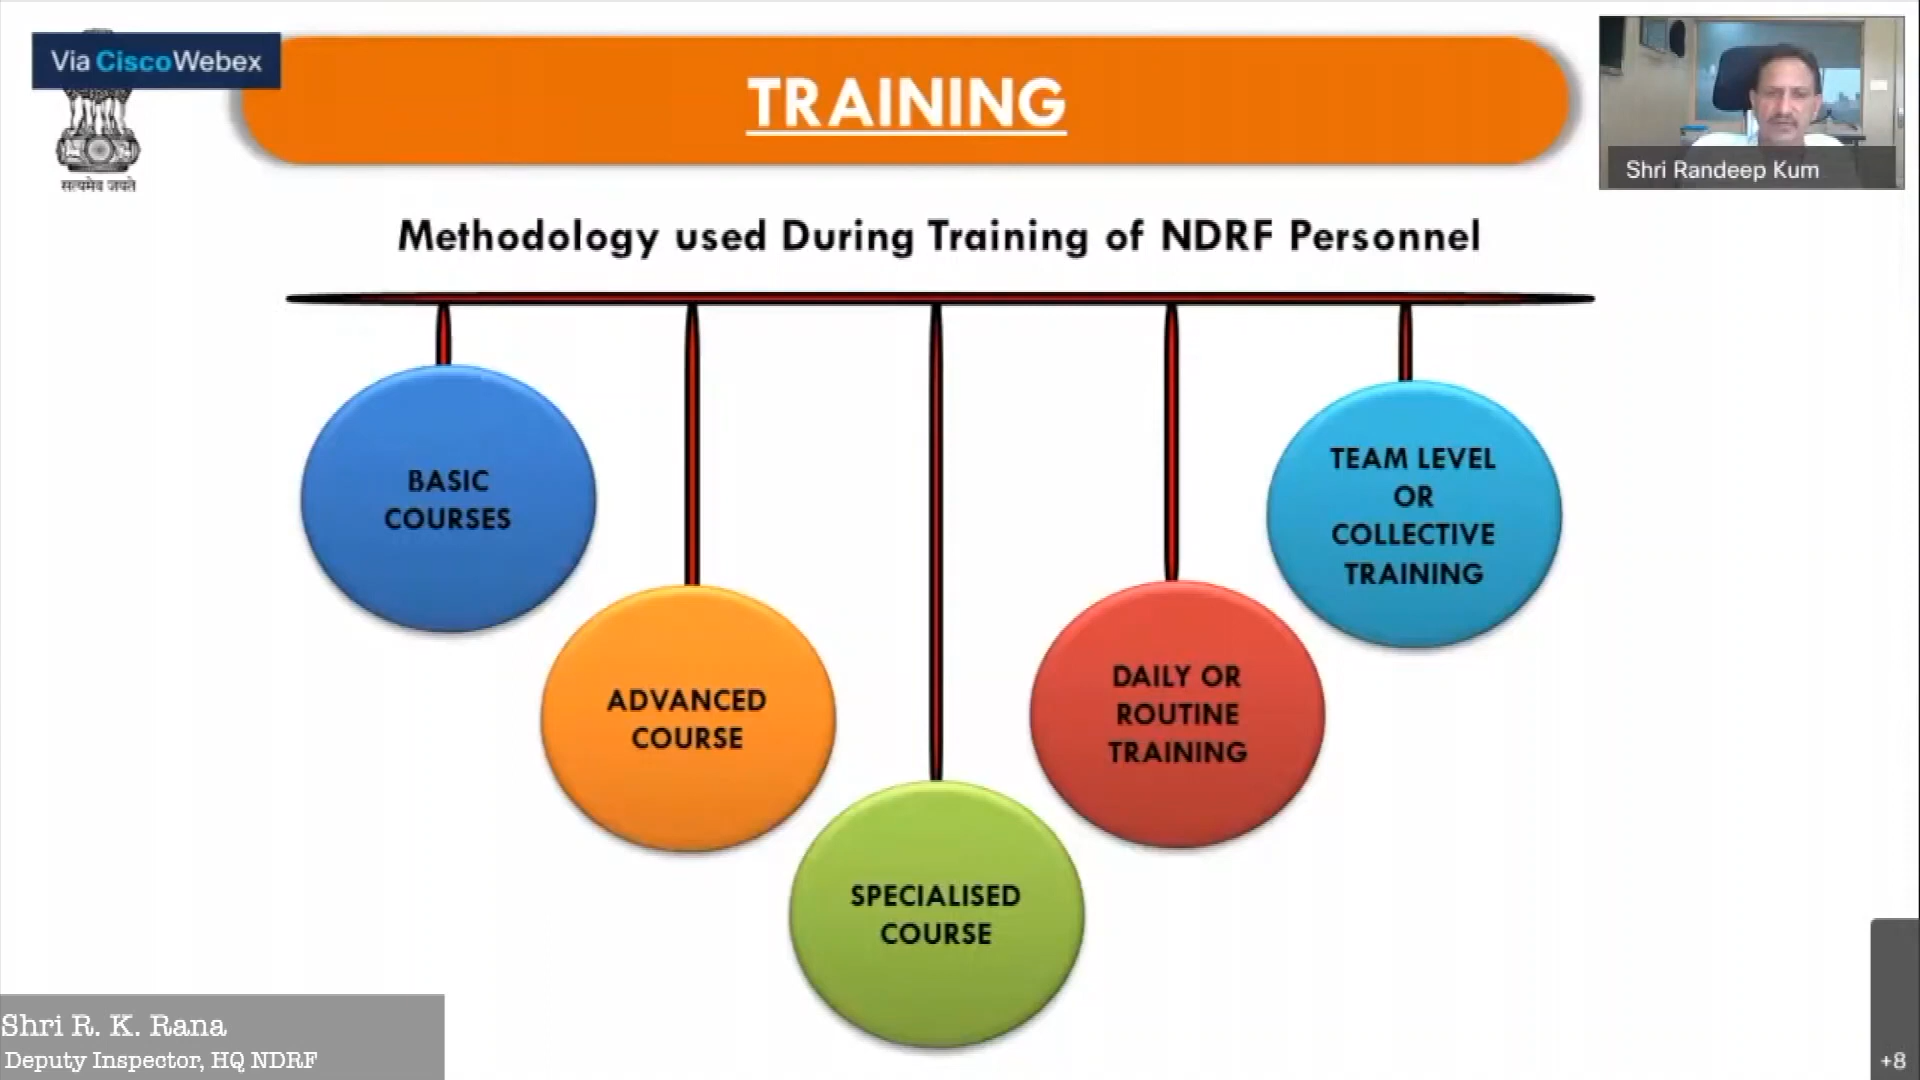 Via CiscoWebex
सत्यमेव जयते
TRAINING
Shri Randeep Kum
Methodology used During Training of NDRF Personnel
BASIC
COURSES
ADVANCED
COURSE
SPECIALISED
COURSE
DAILY OR
ROUTINE
TRAINING
TEAM LEVEL
OR
COLLECTIVE
TRAINING
Shri R. K. Rana
Deputy Inspector, HQ NDRF
+8